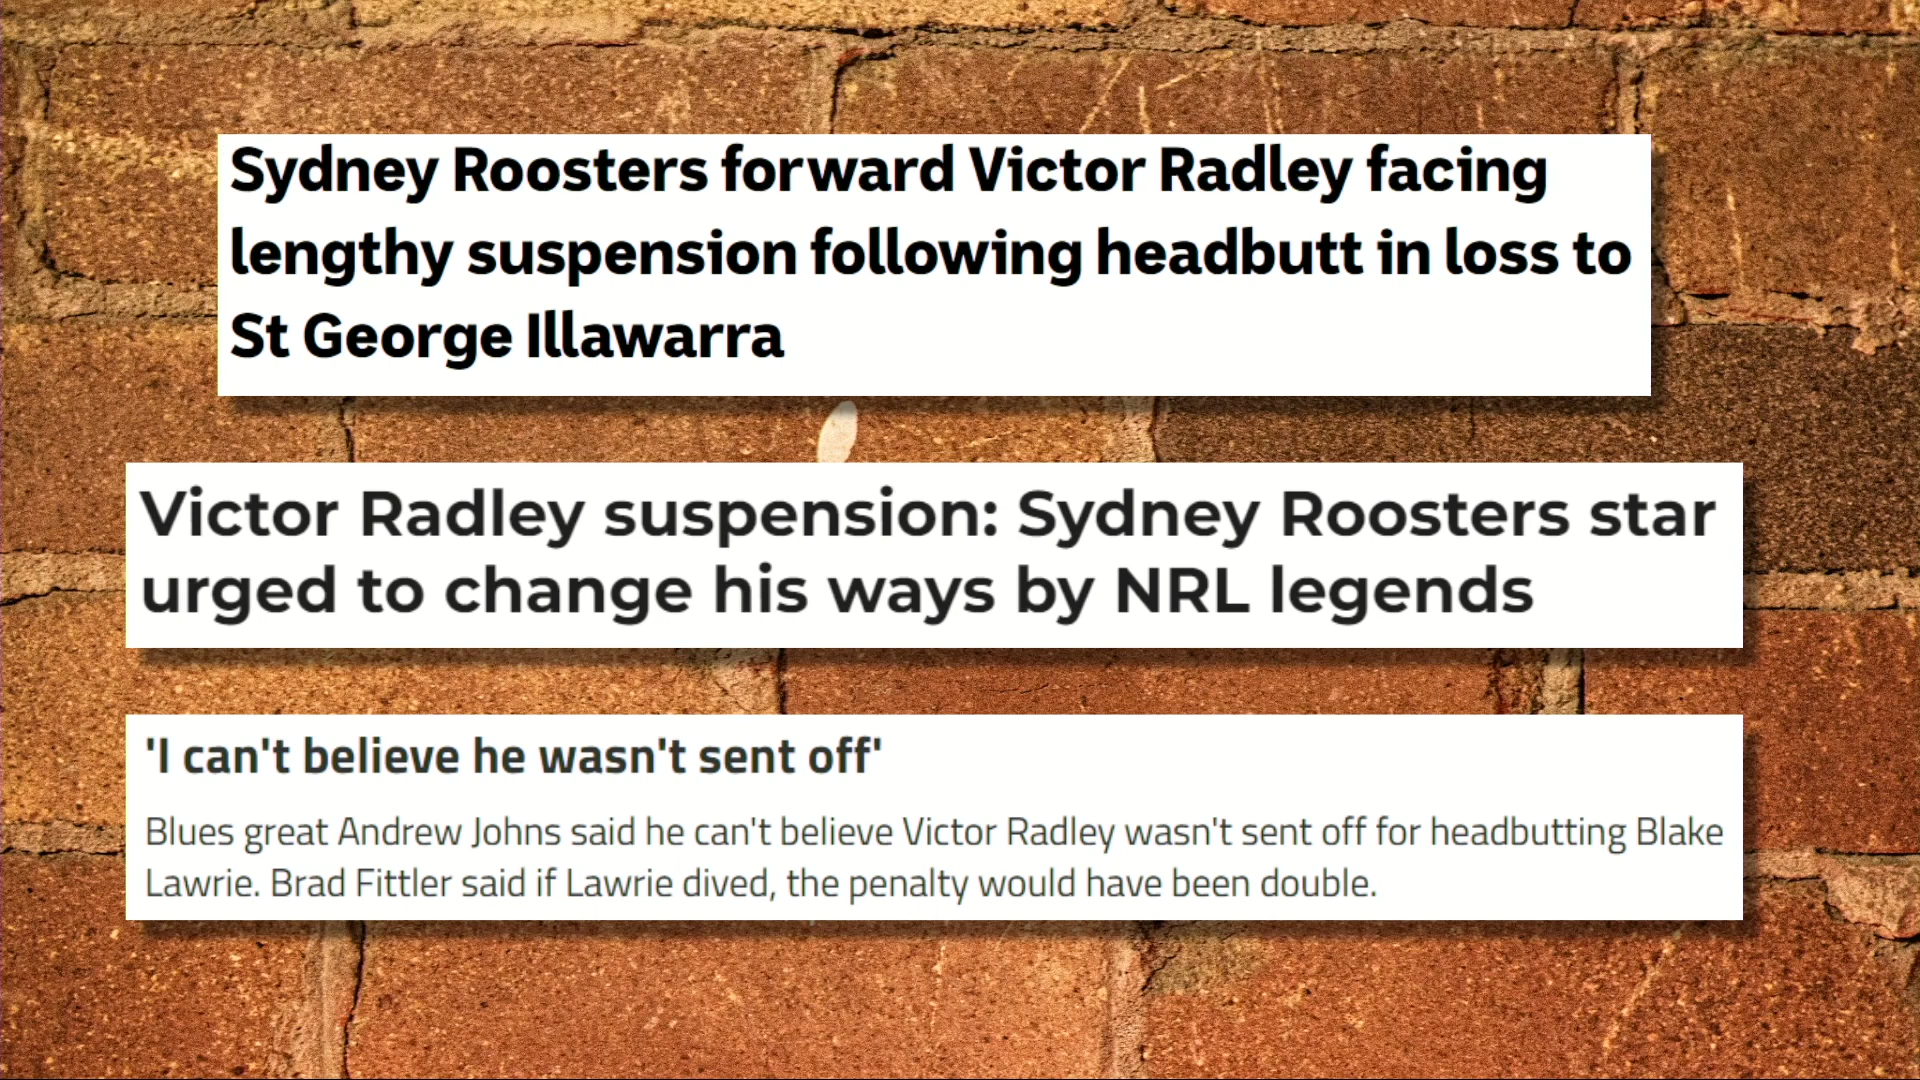 Sydney Roosters forward Victor Radley facing
lengthy suspension following headbutt in loss to
St George Illawarra
Victor Radley suspension: Sydney Roosters star
urged to change his ways by NRL legends
'I can't believe he wasn't sent off'
Blues great Andrew Johns said he can't believe Victor Radley wasn't sent off for headbutting Blake
Lawrie. Brad Fittler said if Lawrie dived, the penalty would have been double.